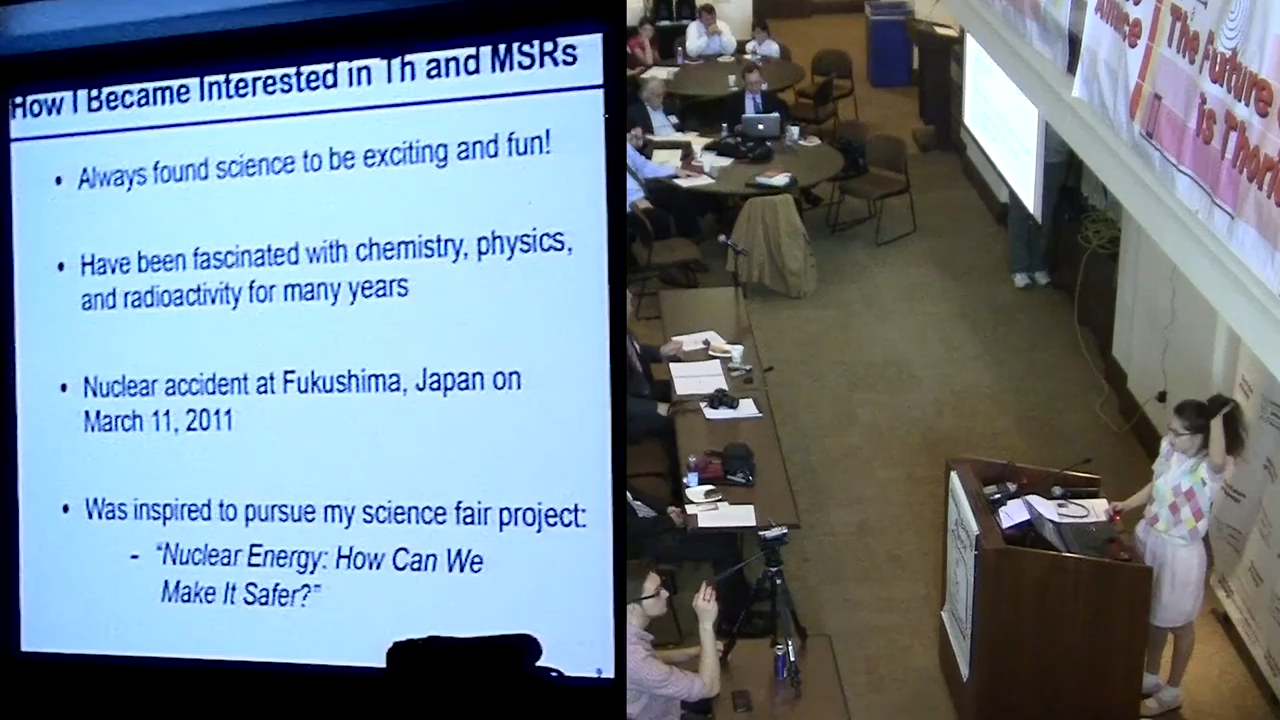 How I Became Interested in Th and MSRs
• Always found science to be exciting and fun!
• Have been fascinated with chemistry, physics,
and radioactivity for many years
• Nuclear accident at Fukushima, Japan on
March 11, 2011
• Was inspired to pursue my science fair project:
- "Nuclear Energy: How Can We
Make It Safer?"
The Future
is